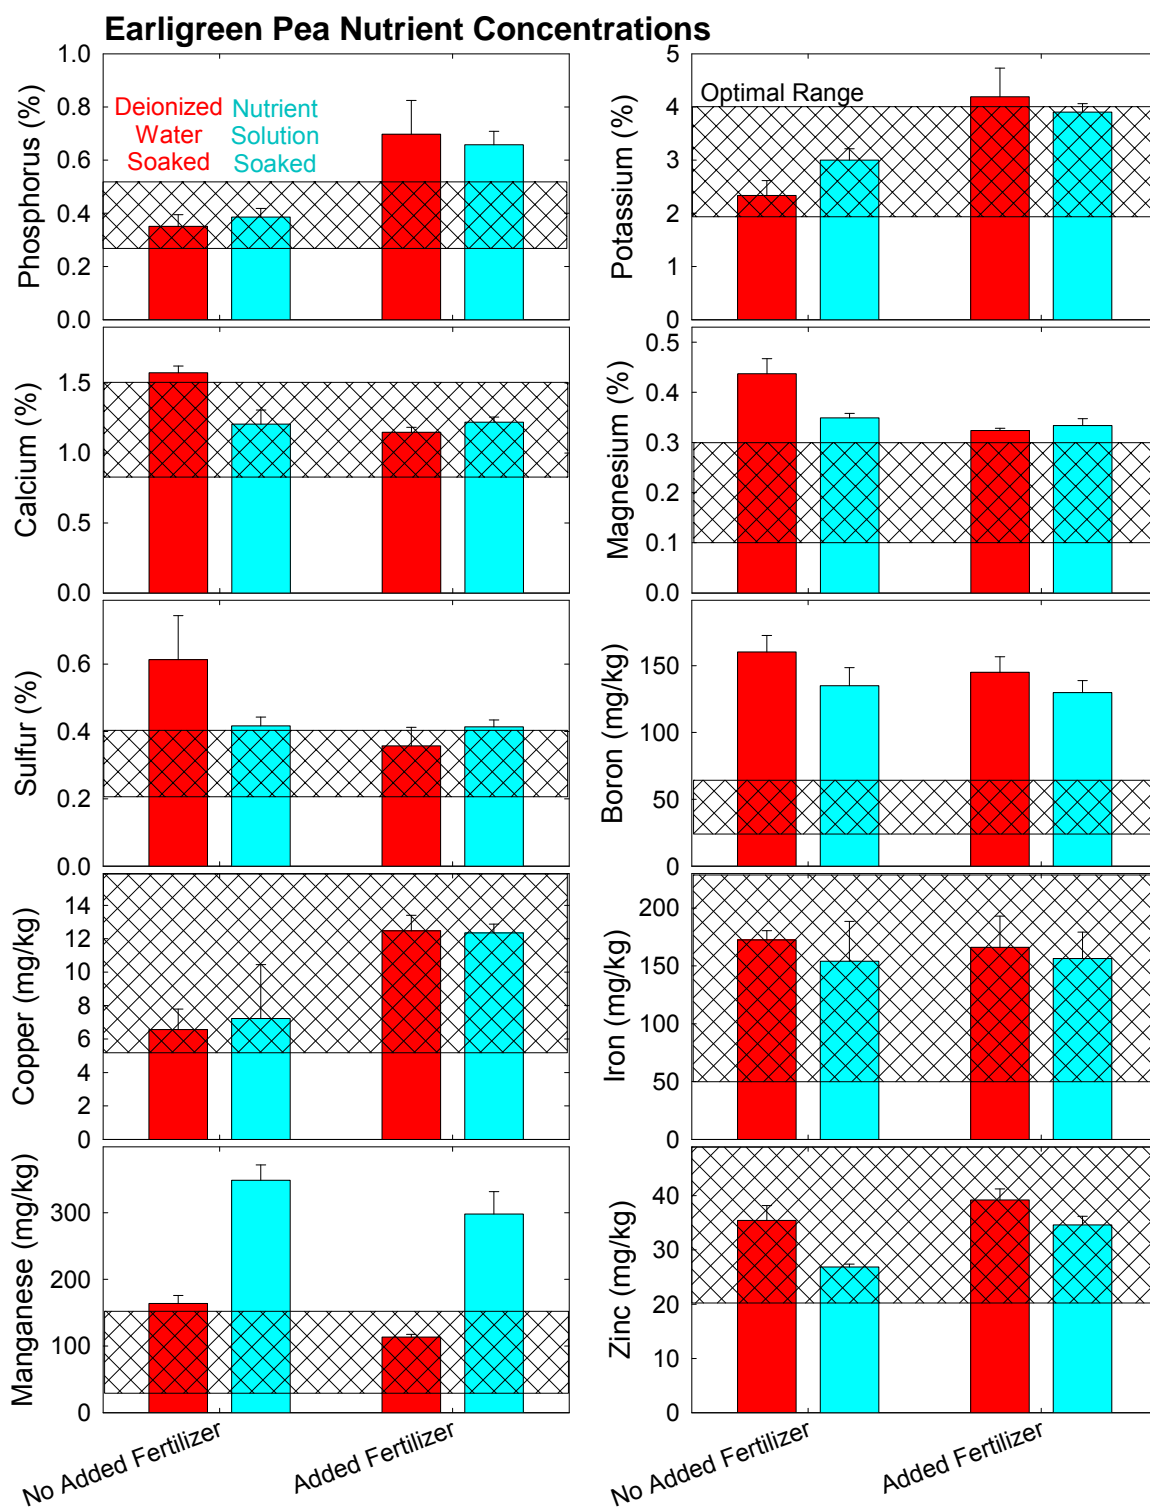 Earligreen Pea Nutrient Concentrations
Phosphorus (%)
1.0
0.8
0.6
0.4
0.2
0.0
Deionized
Water
Soaked
Nutrient
Solution
Soaked
Potassium (%)
5
4
3
2
1
0
Optimal Range
Calcium (%)
1.5
1.0
0.5
0.0
Magnesium (%)
0.5
0.4
0.3
0.2
0.1
0.0
Sulfur (%)
0.6
0.4
0.2
0.0
Boron (mg/kg)
150
100
50
0
Copper (mg/kg)
14
12
10
8
6
4
2
0
Iron (mg/kg)
200
150
100
50
0
Manganese (mg/kg)
300
200
100
0
Zinc (mg/kg)
40
30
20
10
0
No Added Fertilizer
Added Fertilizer
No Added Fertilizer
Added Fertilizer